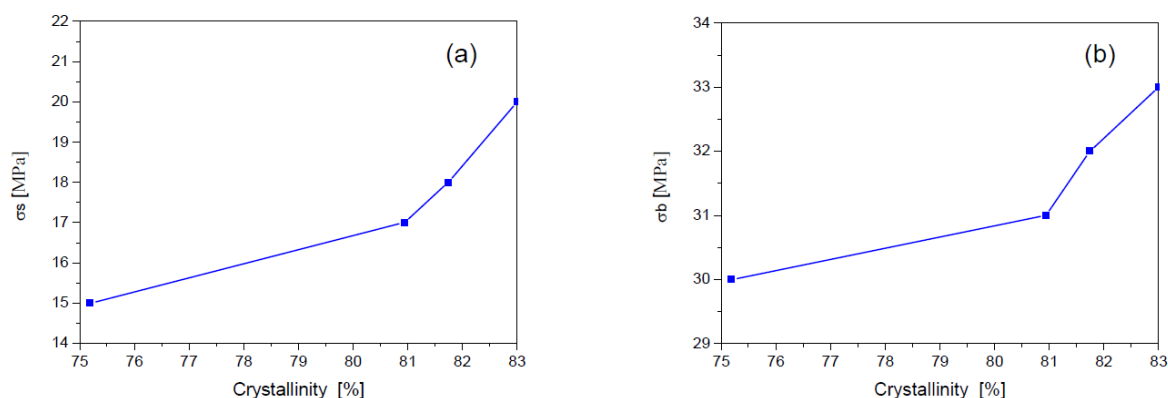 22
21
20
19
18
17
16
15
14
σs [MPa]
(a)
75 76 77 78 79 80 81 82 83
Crystallinity [%]
34
33
32
31
30
29
σb [MPa]
(b)
75 76 77 78 79 80 81 82 83
Crystallinity [%]